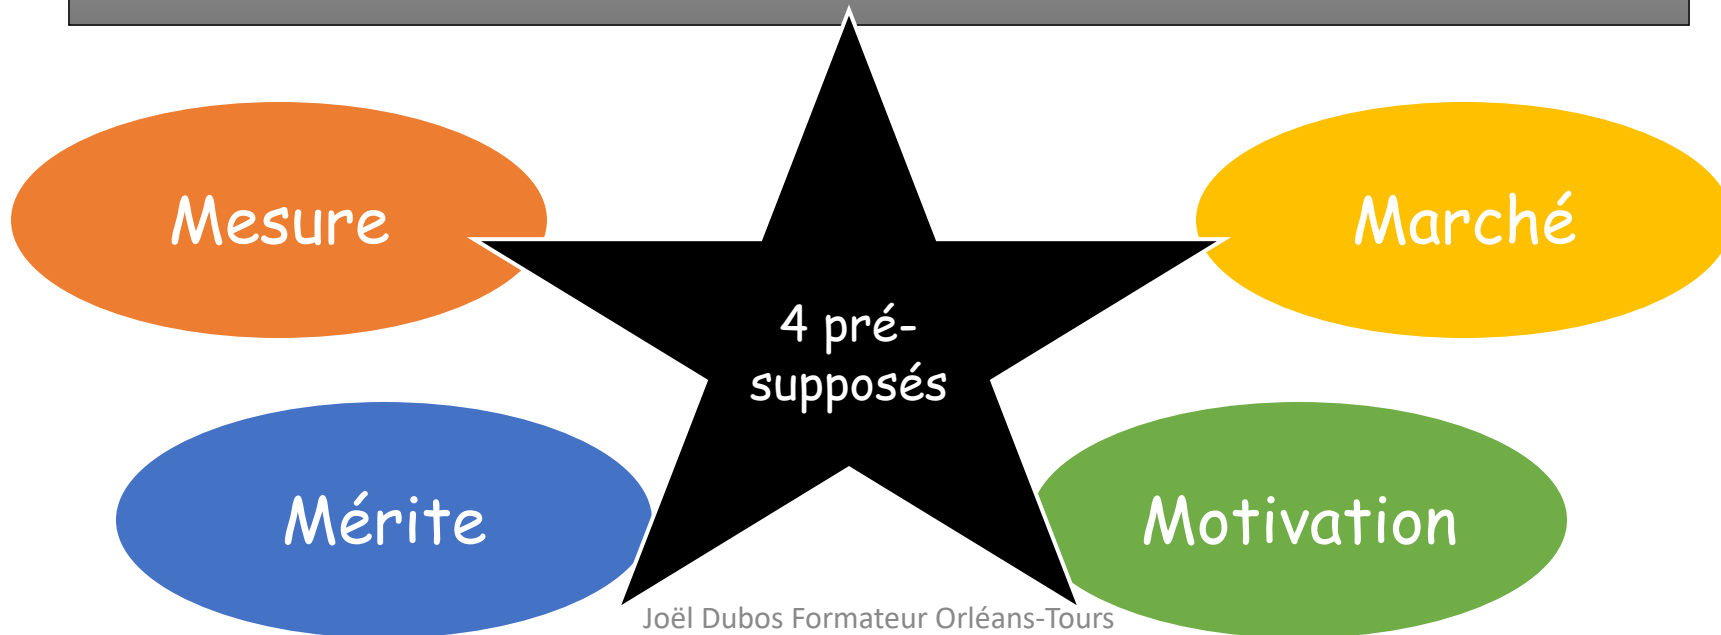 Mesure
Marché
4 pré-
supposés
Mérite
Motivation
Joël Dubos Formateur Orléans-Tours